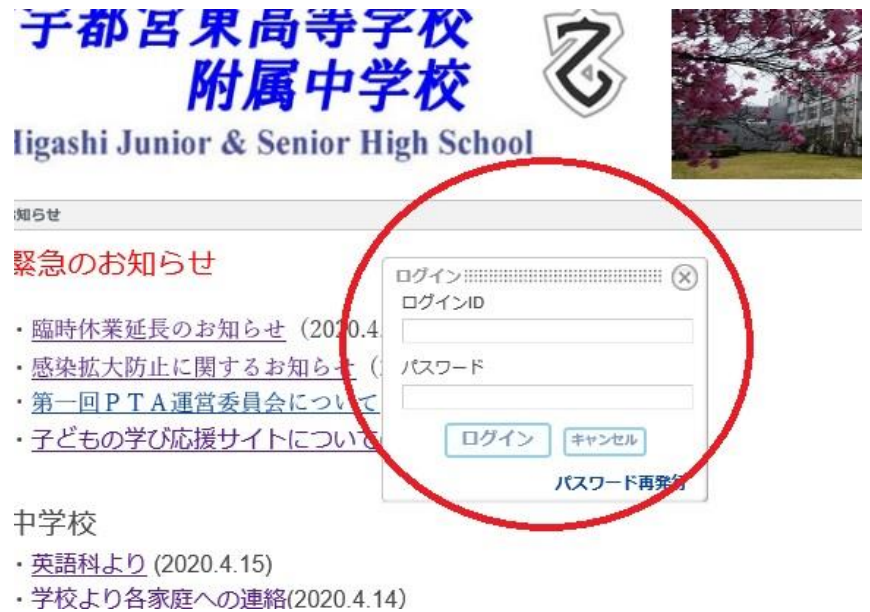 宇都宮東高等学校
附属中学校
Higashi Junior & Senior High School
お知らせ
緊急のお知らせ
・臨時休業延長のお知らせ (2020.4.
・感染拡大防止に関するお知らせ (
・第一回PTA運営委員会について
・子どもの学び応援サイトについて
ログイン
ログインID
パスワード
ログイン キャンセル
パスワード再発行
中学校
・英語科より (2020.4.15)
・学校より各家庭への連絡(2020.4.14)